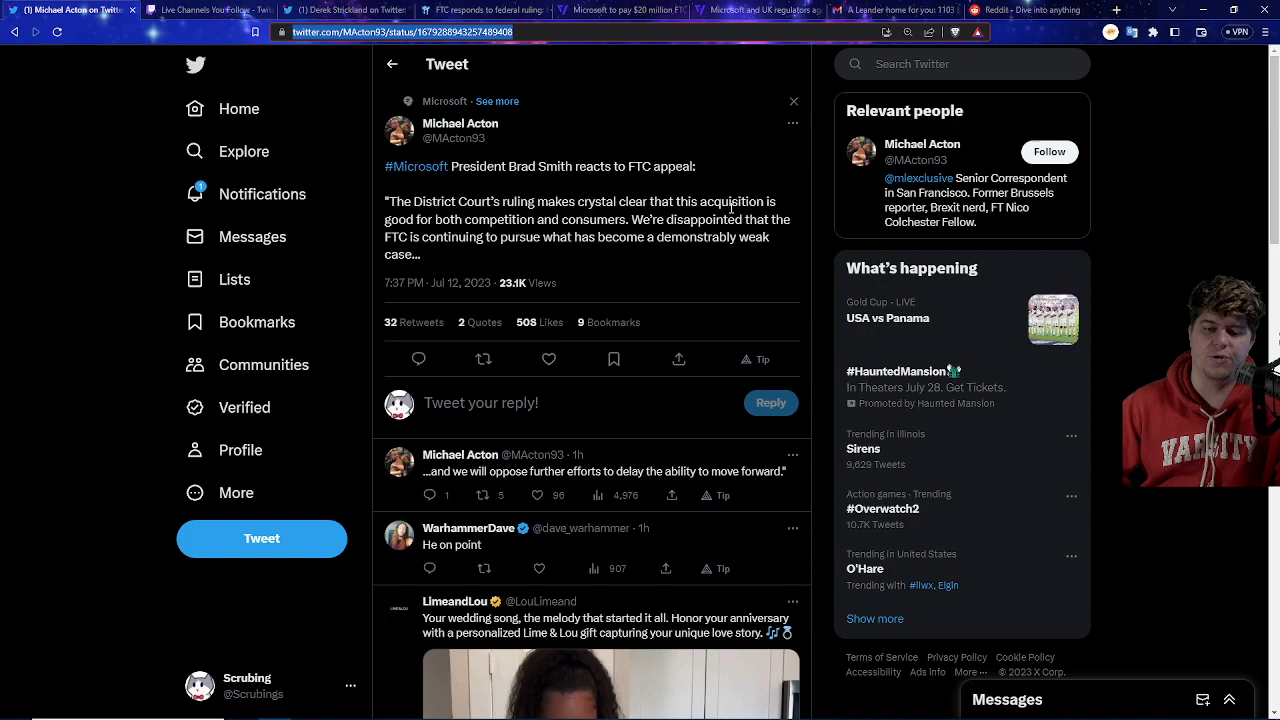 Michael Acton on Twitter
Live Channels You Follow - Twitc
(1) Derek Strickland on Twitter:
FTC responds to federal ruling:
Microsoft to pay $20 million FTC
Microsoft and UK regulators ag
A Leander home for you: 1103
Reddit - Dive into anything
twitter.com/MActon93/status/1679288943257489408
VPN
Tweet
Search Twitter
Home
Explore
1
Notifications
Messages
Lists
Bookmarks
Communities
Verified
Profile
More
Tweet
Scrubing
@Scrubings
Microsoft · See more
Michael Acton
@MActon93
#Microsoft President Brad Smith reacts to FTC appeal:
"The District Court's ruling makes crystal clear that this acquisition is
good for both competition and consumers. We're disappointed that the
FTC is continuing to pursue what has become a demonstrably weak
case...
7:37 PM · Jul 12, 2023 · 23.1K Views
32 Retweets 2 Quotes 508 Likes 9 Bookmarks
Tip
Tweet your reply!
Reply
Michael Acton @MActon93 · 1h
...and we will oppose further efforts to delay the ability to move forward."
1 5 96 4,976 Tip
WarhammerDave @dave_warhammer · 1h
He on point
907 Tip
LIME&LOU
LimeandLou @LouLimeand
Your wedding song, the melody that started it all. Honor your anniversary
with a personalized Lime & Lou gift capturing your unique love story. 🎶💍
Relevant people
Michael Acton
@MActon93
Follow
@mlexclusive Senior Correspondent
in San Francisco. Former Brussels
reporter, Brexit nerd, FT Nico
Colchester Fellow.
What's happening
Gold Cup · LIVE
USA vs Panama
#HauntedMansion
In Theaters July 28. Get Tickets.
Promoted by Haunted Mansion
Trending in Illinois
Sirens
9,629 Tweets
Action games · Trending
#Overwatch2
10.7K Tweets
Trending in United States
O'Hare
Trending with #ilwx, Elgin
Show more
Terms of Service Privacy Policy Cookie Policy
Accessibility Ads info More ··· © 2023 X Corp.
Messages
VARSITY